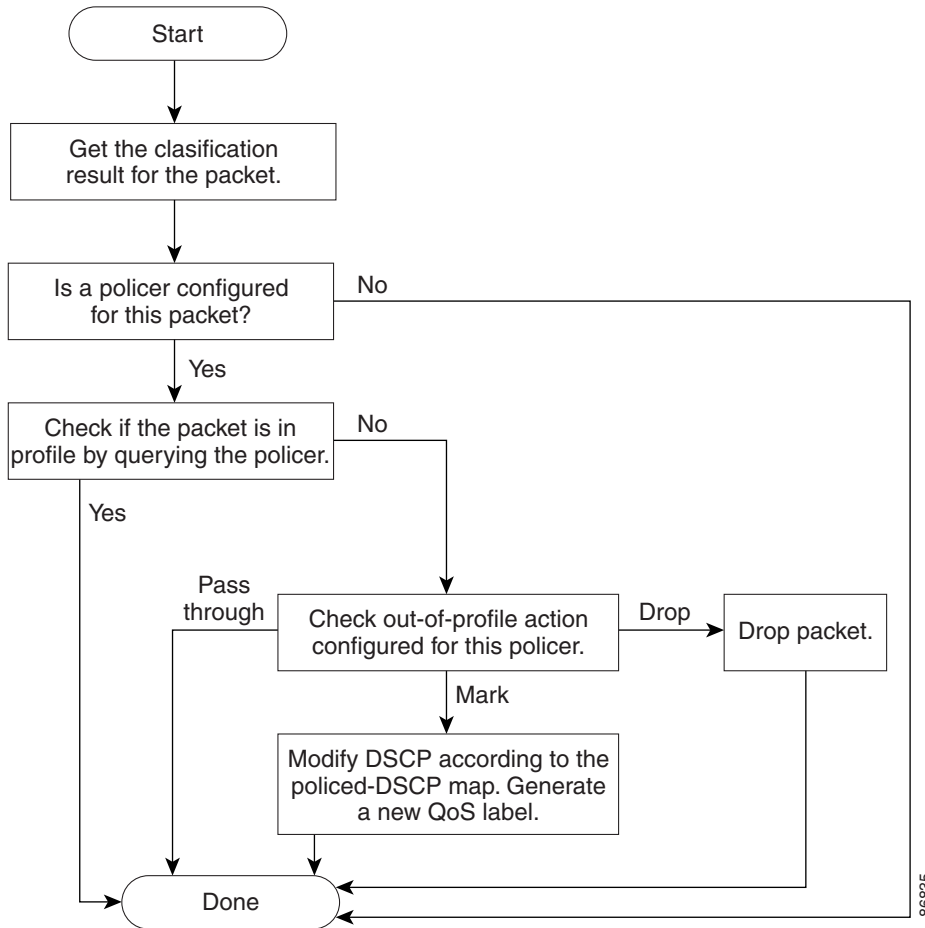 Start
Get the clasification
result for the packet.
Is a policer configured
for this packet?
No
Yes
Check if the packet is in
profile by querying the policer.
No
Yes
Pass
through
Check out-of-profile action
configured for this policer.
Drop
Drop packet.
Mark
Modify DSCP according to the
policed-DSCP map. Generate
a new QoS label.
Done
86835